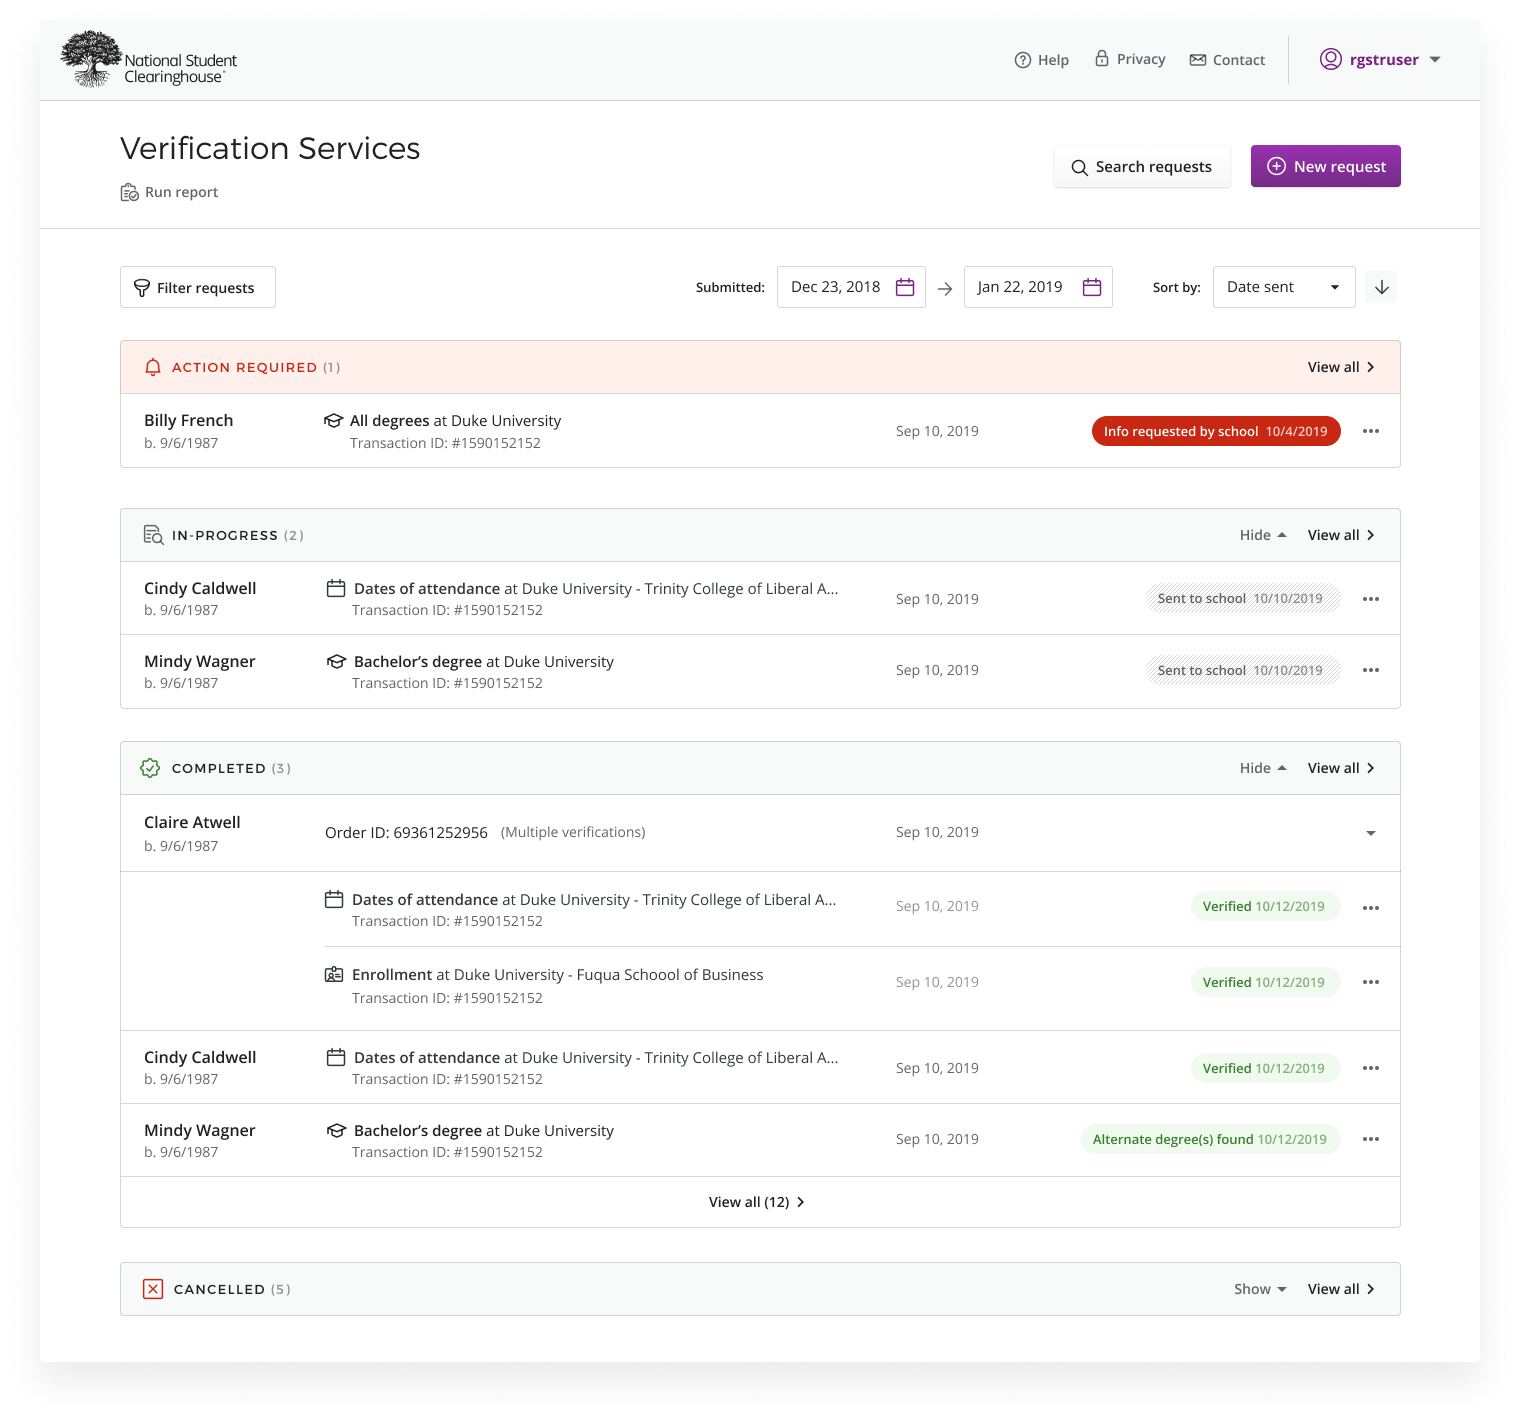 National Student
Clearinghouse
Help Privacy Contact rgstruser
Verification Services
Run report
Search requests
New request
Filter requests
Submitted: Dec 23, 2018 → Jan 22, 2019 Sort by: Date sent
ACTION REQUIRED (1) View all
Billy French All degrees at Duke University
b. 9/6/1987 Transaction ID: #1590152152
Sep 10, 2019 Info requested by school 10/4/2019
IN-PROGRESS (2) Hide View all
Cindy Caldwell Dates of attendance at Duke University - Trinity College of Liberal A...
b. 9/6/1987 Transaction ID: #1590152152
Sep 10, 2019 Sent to school 10/10/2019
Mindy Wagner Bachelor’s degree at Duke University
b. 9/6/1987 Transaction ID: #1590152152
Sep 10, 2019 Sent to school 10/10/2019
COMPLETED (3) Hide View all
Claire Atwell
b. 9/6/1987
Order ID: 69361252956 (Multiple verifications) Sep 10, 2019
Dates of attendance at Duke University - Trinity College of Liberal A...
Transaction ID: #1590152152
Sep 10, 2019 Verified 10/12/2019
Enrollment at Duke University - Fuqua Schoool of Business
Transaction ID: #1590152152
Sep 10, 2019 Verified 10/12/2019
Cindy Caldwell Dates of attendance at Duke University - Trinity College of Liberal A...
b. 9/6/1987 Transaction ID: #1590152152
Sep 10, 2019 Verified 10/12/2019
Mindy Wagner Bachelor’s degree at Duke University
b. 9/6/1987 Transaction ID: #1590152152
Sep 10, 2019 Alternate degree(s) found 10/12/2019
View all (12)
CANCELLED (5) Show View all